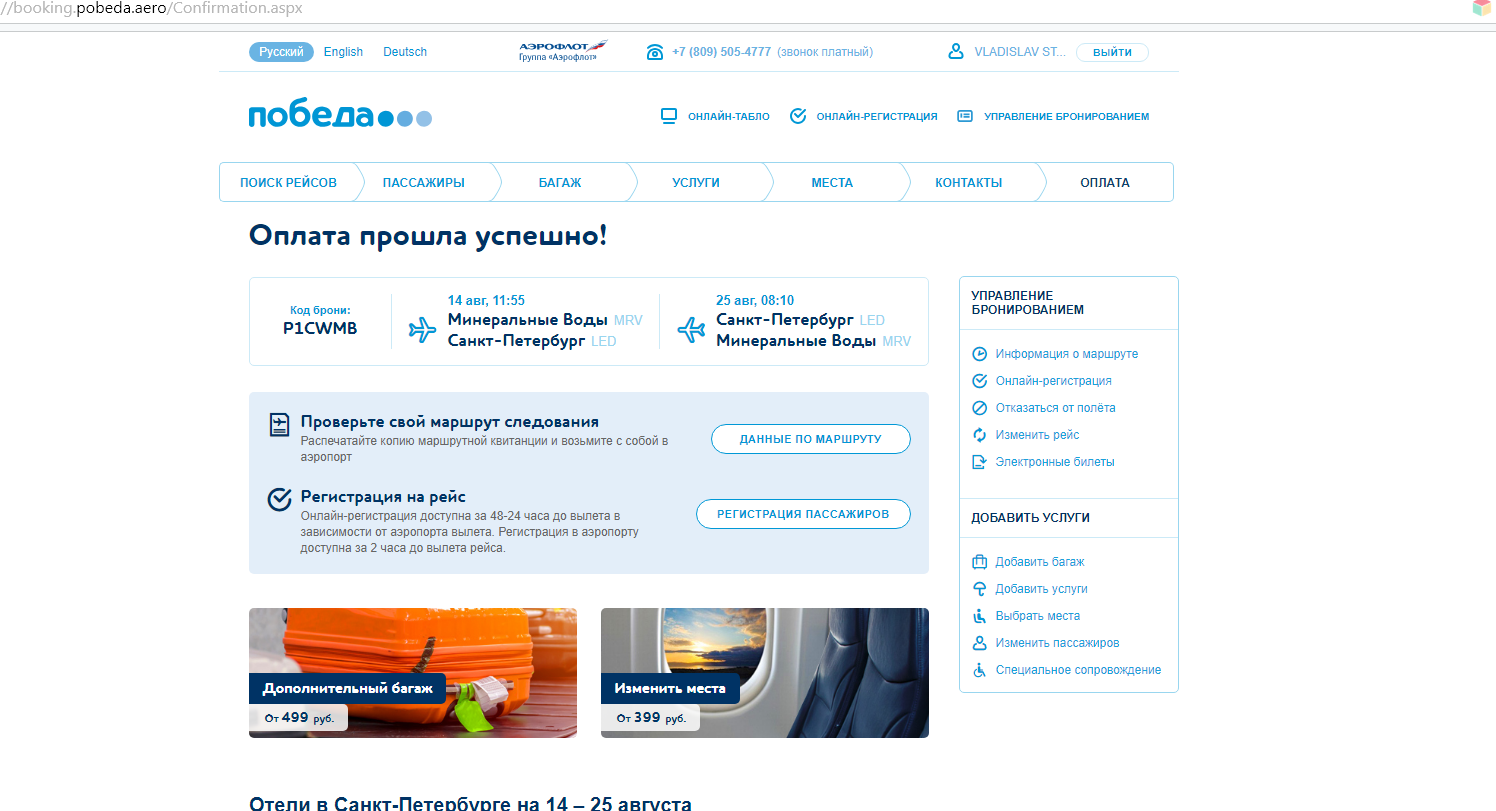 //booking.pobeda.aero/Confirmation.aspx
Русский English Deutsch
АЭРОФЛОТ
Группа «Аэрофлот»
+7 (809) 505-4777 (звонок платный)
VLADISLAV ST... ВЫЙТИ
победа
ОНЛАЙН-ТАБЛО ОНЛАЙН-РЕГИСТРАЦИЯ УПРАВЛЕНИЕ БРОНИРОВАНИЕМ
ПОИСК РЕЙСОВ ПАССАЖИРЫ БАГАЖ УСЛУГИ МЕСТА КОНТАКТЫ ОПЛАТА
Оплата прошла успешно!
Код брони:
P1CWMB
14 авг, 11:55
Минеральные Воды MRV
Санкт-Петербург LED
25 авг, 08:10
Санкт-Петербург LED
Минеральные Воды MRV
Проверьте свой маршрут следования
Распечатайте копию маршрутной квитанции и возьмите с собой в
аэропорт
ДАННЫЕ ПО МАРШРУТУ
Регистрация на рейс
Онлайн-регистрация доступна за 48-24 часа до вылета в
зависимости от аэропорта вылета. Регистрация в аэропорту
доступна за 2 часа до вылета рейса.
РЕГИСТРАЦИЯ ПАССАЖИРОВ
Дополнительный багаж
От 499 руб.
Изменить места
От 399 руб.
Отели в Санкт-Петербурге на 14 – 25 августа
УПРАВЛЕНИЕ
БРОНИРОВАНИЕМ
Информация о маршруте
Онлайн-регистрация
Отказаться от полёта
Изменить рейс
Электронные билеты
ДОБАВИТЬ УСЛУГИ
Добавить багаж
Добавить услуги
Выбрать места
Изменить пассажиров
Специальное сопровождение